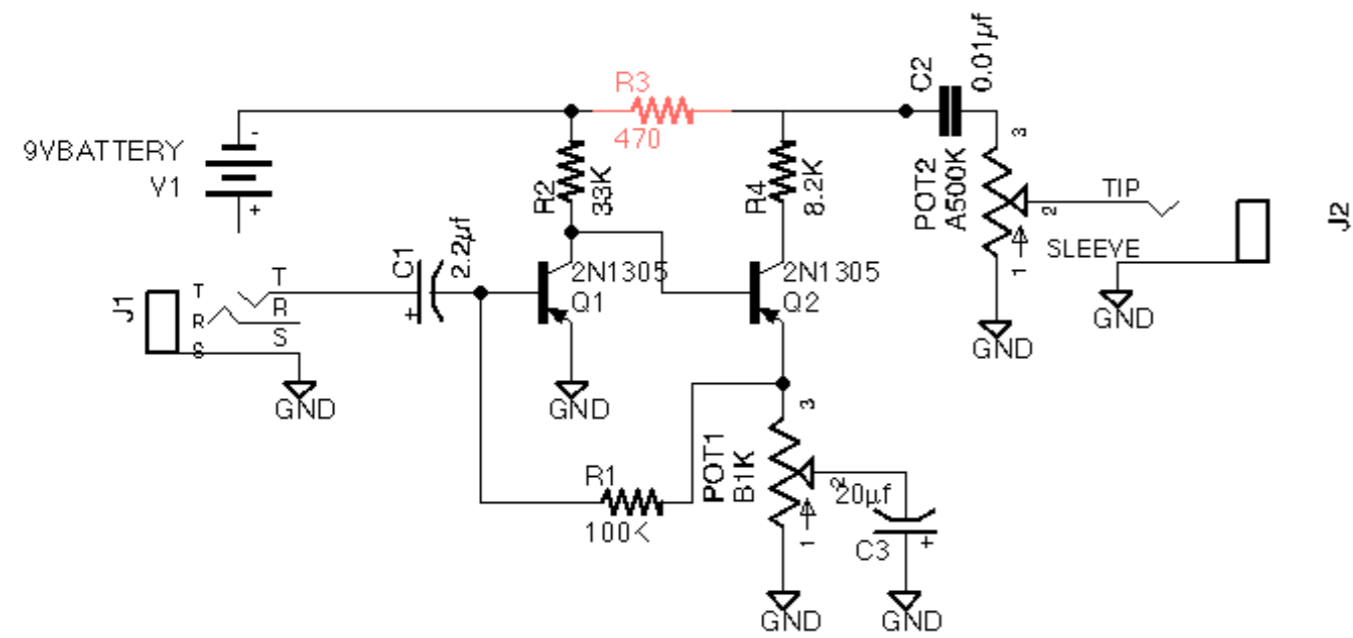 R3
470
9VBATTERY
V1
-
+
R2
33K
R4
8.2K
C2
0.01µf
POT2
A500K
3
2
1
TIP
SLEEVE
J2
GND
GND
J1
T
R
S
T
R
S
GND
C1
2.2µf
+
2N1305
Q1
GND
2N1305
Q2
R1
100K
POT1
B1K
3
2
1
20µf
C3
+
GND
GND